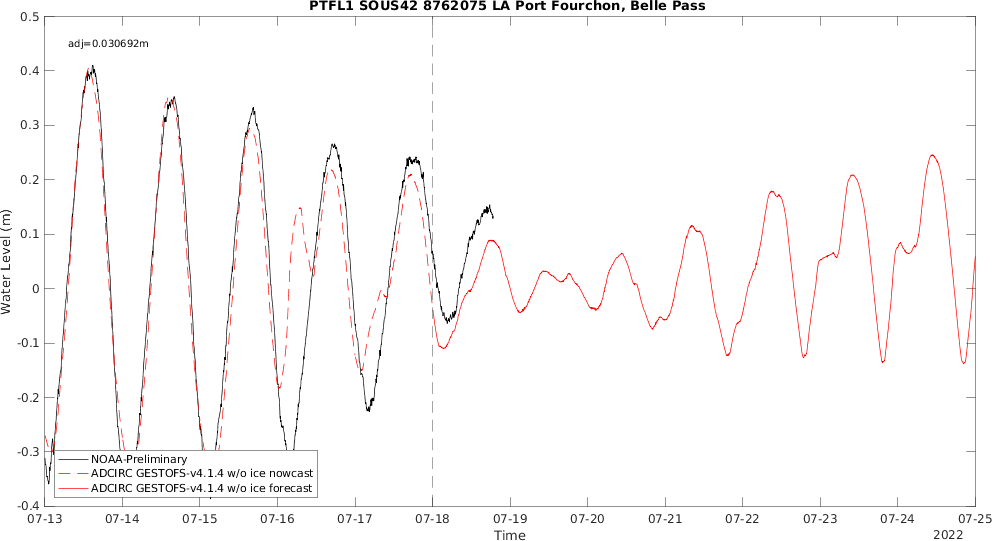 PTFL1 SOUS42 8762075 LA Port Fourchon, Belle Pass
adj=0.030692m
0.5
0.4
0.3
0.2
0.1
0
-0.1
-0.2
-0.3
-0.4
Water Level (m)
NOAA-Preliminary
ADCIRC GESTOFS-v4.1.4 w/o ice nowcast
ADCIRC GESTOFS-v4.1.4 w/o ice forecast
07-13 07-14 07-15 07-16 07-17 07-18 07-19 07-20 07-21 07-22 07-23 07-24 07-25
Time
2022